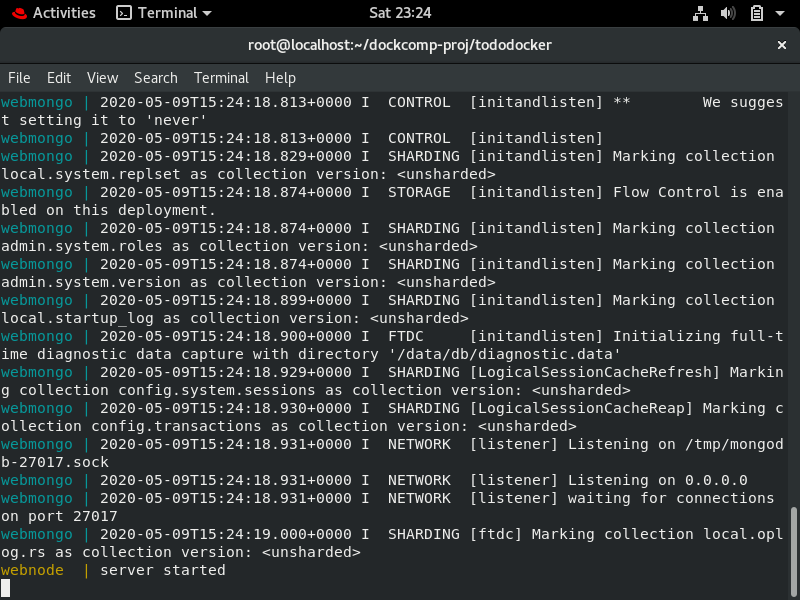 Activities Terminal Sat 23:24
root@localhost:~/dockcomp-proj/tododocker ×
File Edit View Search Terminal Help
webmongo | 2020-05-09T15:24:18.813+0000 I  CONTROL  [initandlisten] **        We sugges
t setting it to 'never'
webmongo | 2020-05-09T15:24:18.813+0000 I  CONTROL  [initandlisten]
webmongo | 2020-05-09T15:24:18.829+0000 I  SHARDING [initandlisten] Marking collection
local.system.replset as collection version: <unsharded>
webmongo | 2020-05-09T15:24:18.874+0000 I  STORAGE  [initandlisten] Flow Control is ena
bled on this deployment.
webmongo | 2020-05-09T15:24:18.874+0000 I  SHARDING [initandlisten] Marking collection
admin.system.roles as collection version: <unsharded>
webmongo | 2020-05-09T15:24:18.874+0000 I  SHARDING [initandlisten] Marking collection
admin.system.version as collection version: <unsharded>
webmongo | 2020-05-09T15:24:18.899+0000 I  SHARDING [initandlisten] Marking collection
local.startup_log as collection version: <unsharded>
webmongo | 2020-05-09T15:24:18.900+0000 I  FTDC     [initandlisten] Initializing full-t
ime diagnostic data capture with directory '/data/db/diagnostic.data'
webmongo | 2020-05-09T15:24:18.929+0000 I  SHARDING [LogicalSessionCacheRefresh] Markin
g collection config.system.sessions as collection version: <unsharded>
webmongo | 2020-05-09T15:24:18.930+0000 I  SHARDING [LogicalSessionCacheReap] Marking c
ollection config.transactions as collection version: <unsharded>
webmongo | 2020-05-09T15:24:18.931+0000 I  NETWORK  [listener] Listening on /tmp/mongod
b-27017.sock
webmongo | 2020-05-09T15:24:18.931+0000 I  NETWORK  [listener] Listening on 0.0.0.0
webmongo | 2020-05-09T15:24:18.931+0000 I  NETWORK  [listener] waiting for connections
on port 27017
webmongo | 2020-05-09T15:24:19.000+0000 I  SHARDING [ftdc] Marking collection local.opl
og.rs as collection version: <unsharded>
webnode  | server started